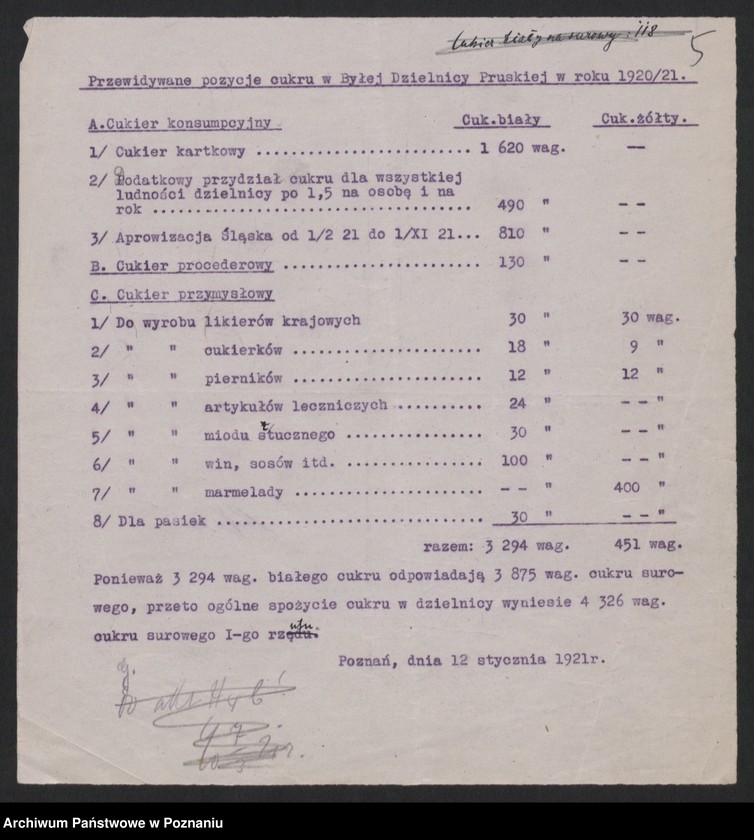 Cukier biały na surowy: 118
5
Przewidywane pozycje cukru w Byłej Dzielnicy Pruskiej w roku 1920/21.
A.Cukier konsumpcyjny Cuk.biały Cuk.żółty.
1/ Cukier kartkowy ........................ 1 620 wag. --
2/ Dodatkowy przydział cukru dla wszystkiej
ludności dzielnicy po 1,5 na osobę i na
rok .................................... 490 " --
3/ Aprowizacja Śląska od 1/2 21 do 1/XI 21... 810 " --
B. Cukier procederowy ...................... 130 " --
C. Cukier przymysłowy
1/ Do wyrobu likierów krajowych 30 " 30 wag.
2/ " " cukierków ..................... 18 " 9 "
3/ " " pierników ..................... 12 " 12 "
4/ " " artykułów leczniczych .......... 24 " -- "
5/ " " miodu sztucznego ............... 30 " -- "
6/ " " win, sosów itd. ................ 100 " -- "
7/ " " marmelady ..................... -- " 400 "
8/ Dla pasiek .............................. 30 " -- "
razem: 3 294 wag. 451 wag.
Ponieważ 3 294 wag. białego cukru odpowiadają 3 875 wag. cukru suro-
wego, przeto ogólne spożycie cukru w dzielnicy wyniesie 4 326 wag.
cukru surowego I-go rzędu.
Poznań, dnia 12 stycznia 1921r.
Archiwum Państwowe w Poznaniu